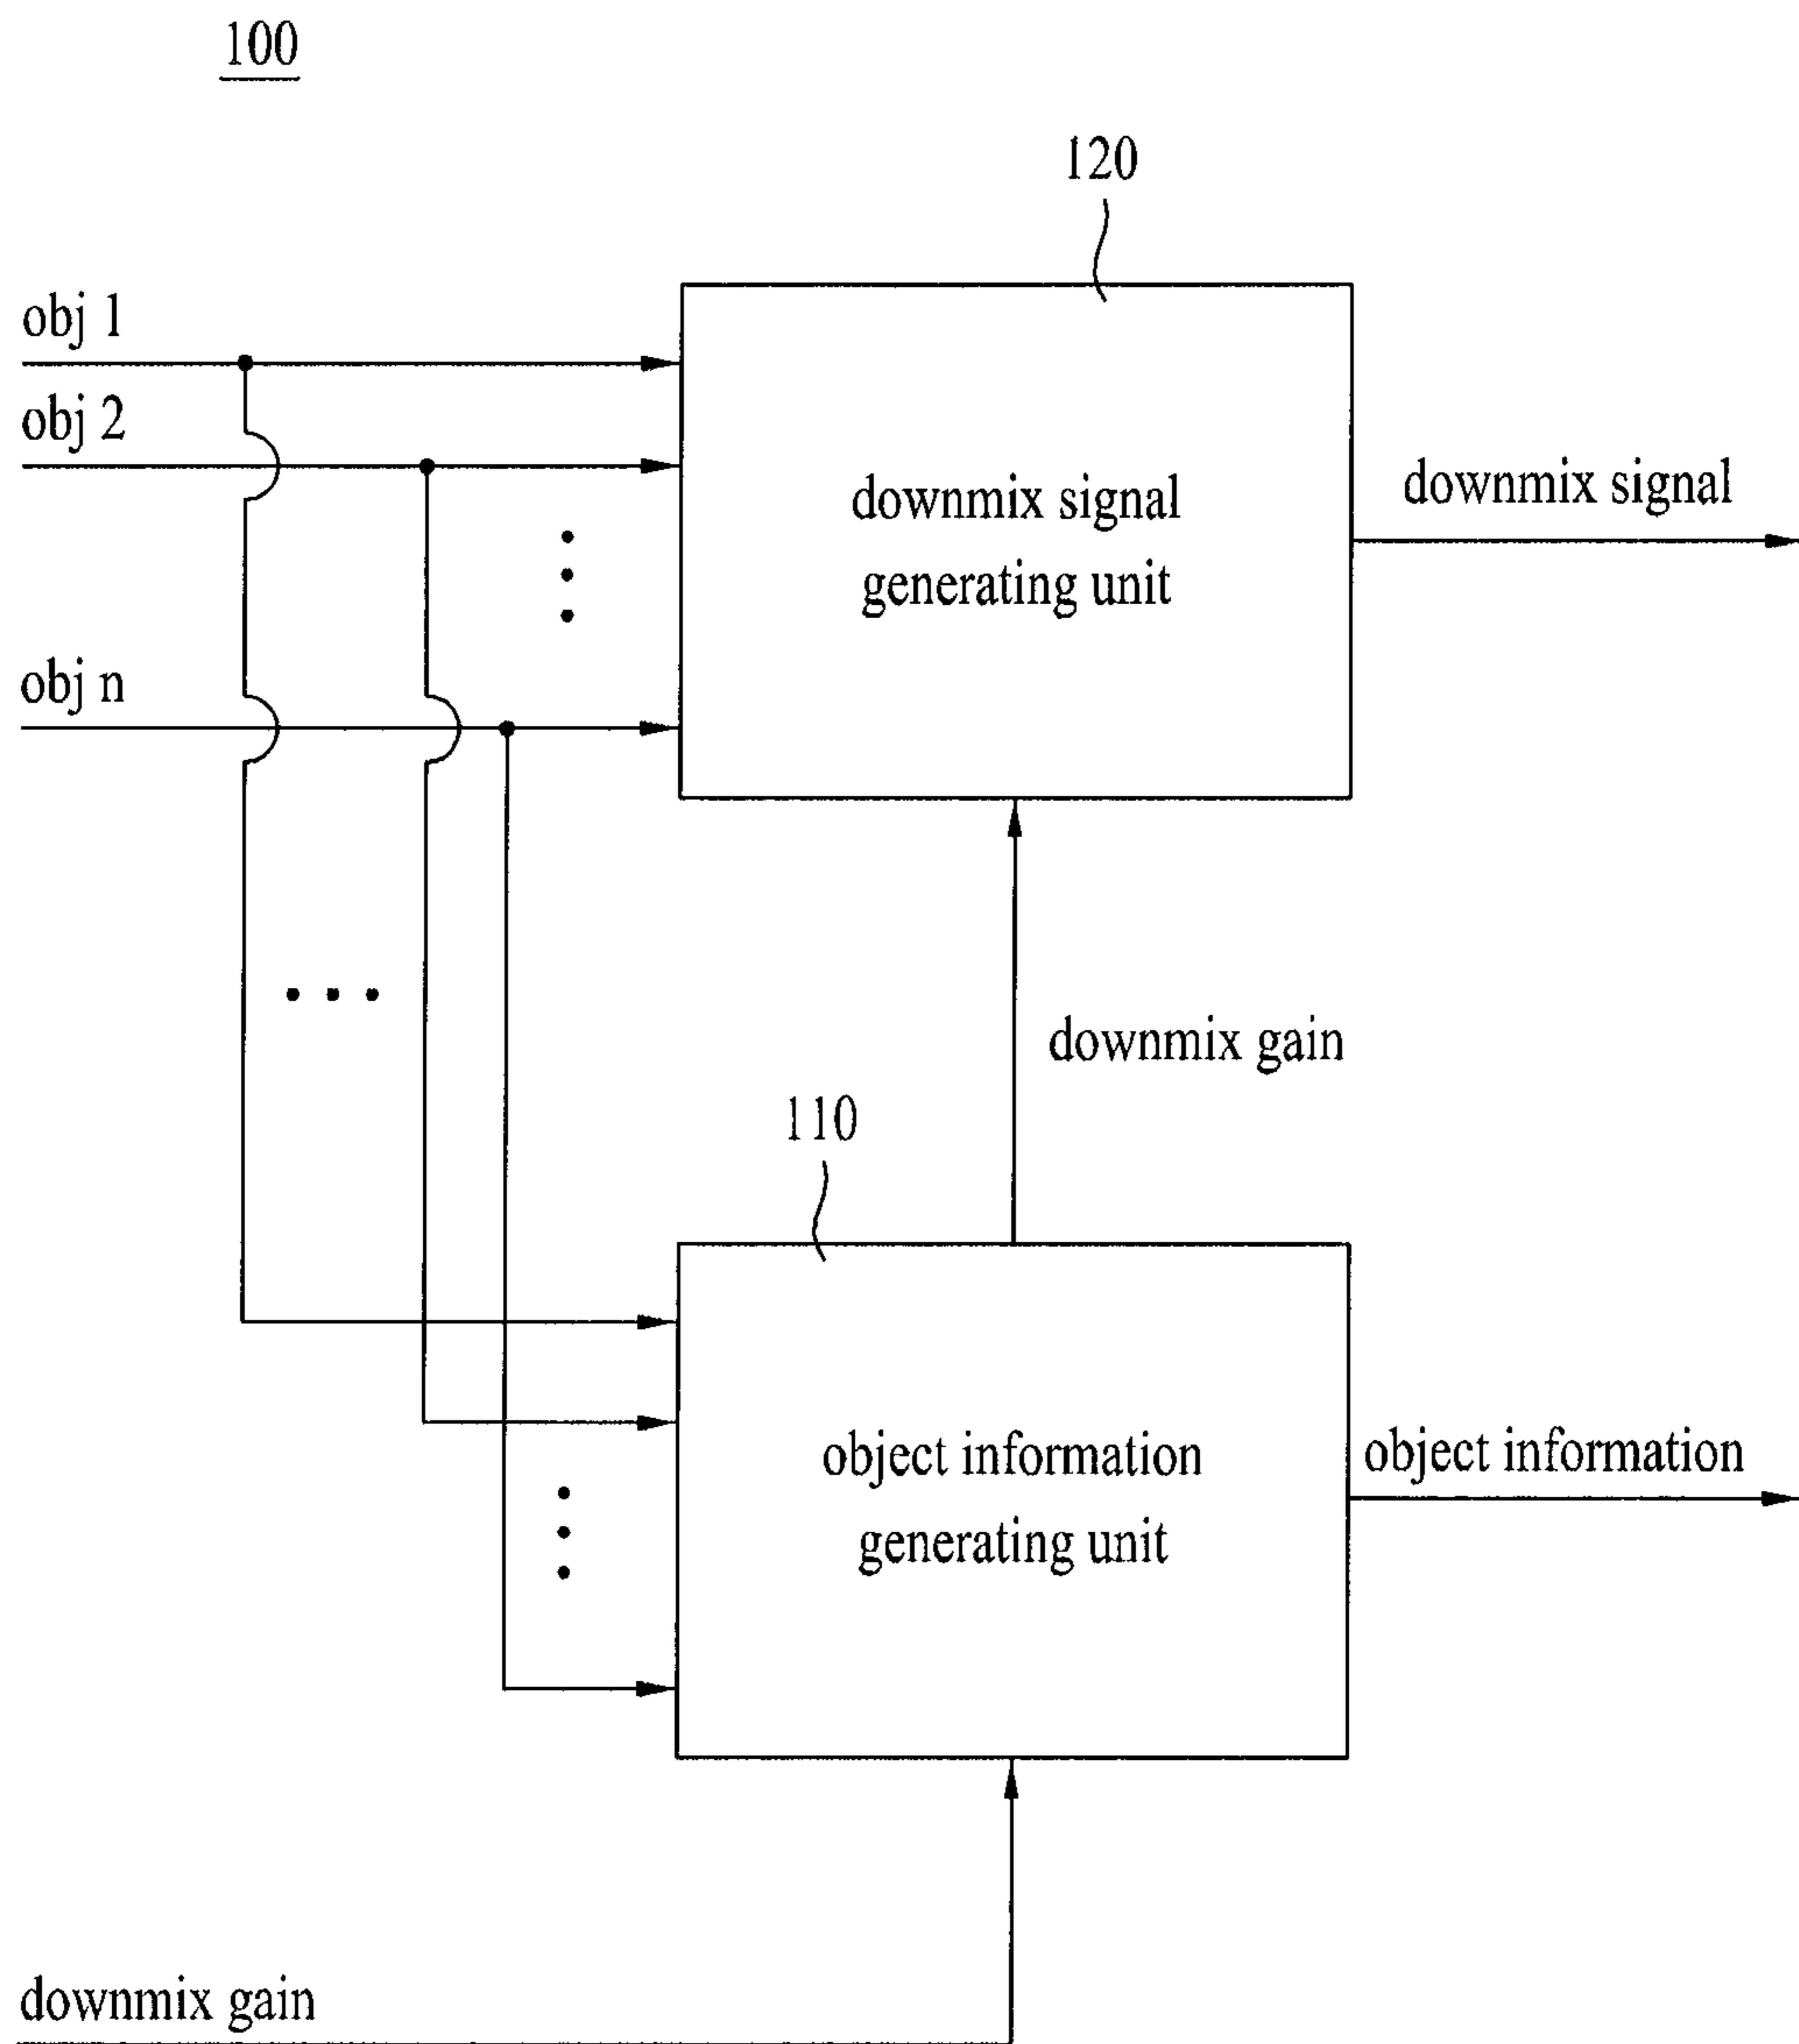 100
120
obj 1
obj 2
obj n
downmix signal
generating unit
downmix signal
downmix gain
110
object information
generating unit
object information
downmix gain